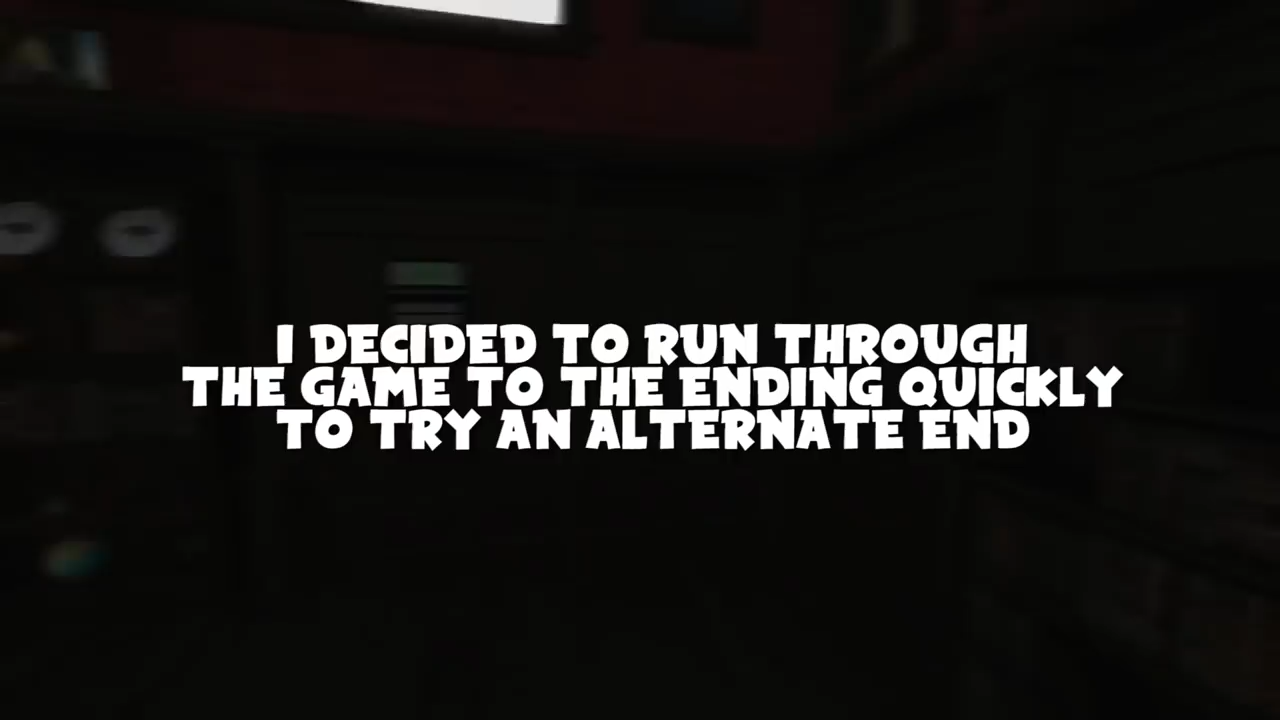 I DECIDED TO RUN THROUGH
THE GAME TO THE ENDING QUICKLY
TO TRY AN ALTERNATE END